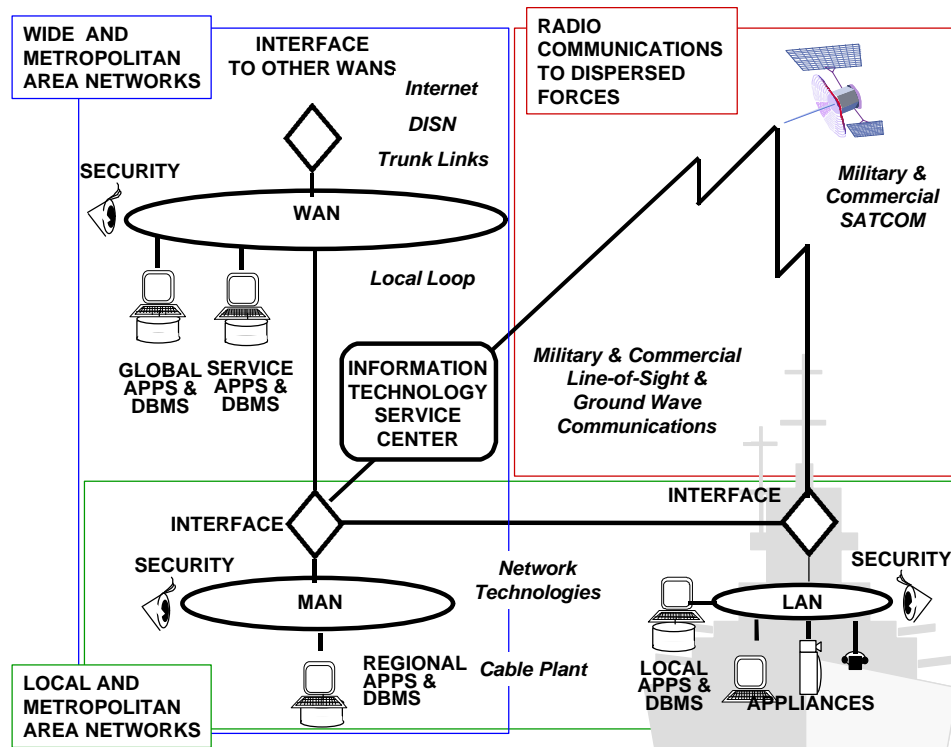 WIDE AND
METROPOLITAN
AREA NETWORKS
INTERFACE
TO OTHER WANS
Internet
DISN
Trunk Links
SECURITY
WAN
Local Loop
GLOBAL
APPS &
DBMS
SERVICE
APPS &
DBMS
RADIO
COMMUNICATIONS
TO DISPERSED
FORCES
Military &
Commercial
SATCOM
INFORMATION
TECHNOLOGY
SERVICE
CENTER
Military & Commercial
Line-of-Sight &
Ground Wave
Communications
INTERFACE
INTERFACE
SECURITY
MAN
Network
Technologies
REGIONAL
APPS &
DBMS
Cable Plant
SECURITY
LAN
LOCAL
APPS &
DBMS
APPLIANCES
LOCAL AND
METROPOLITAN
AREA NETWORKS